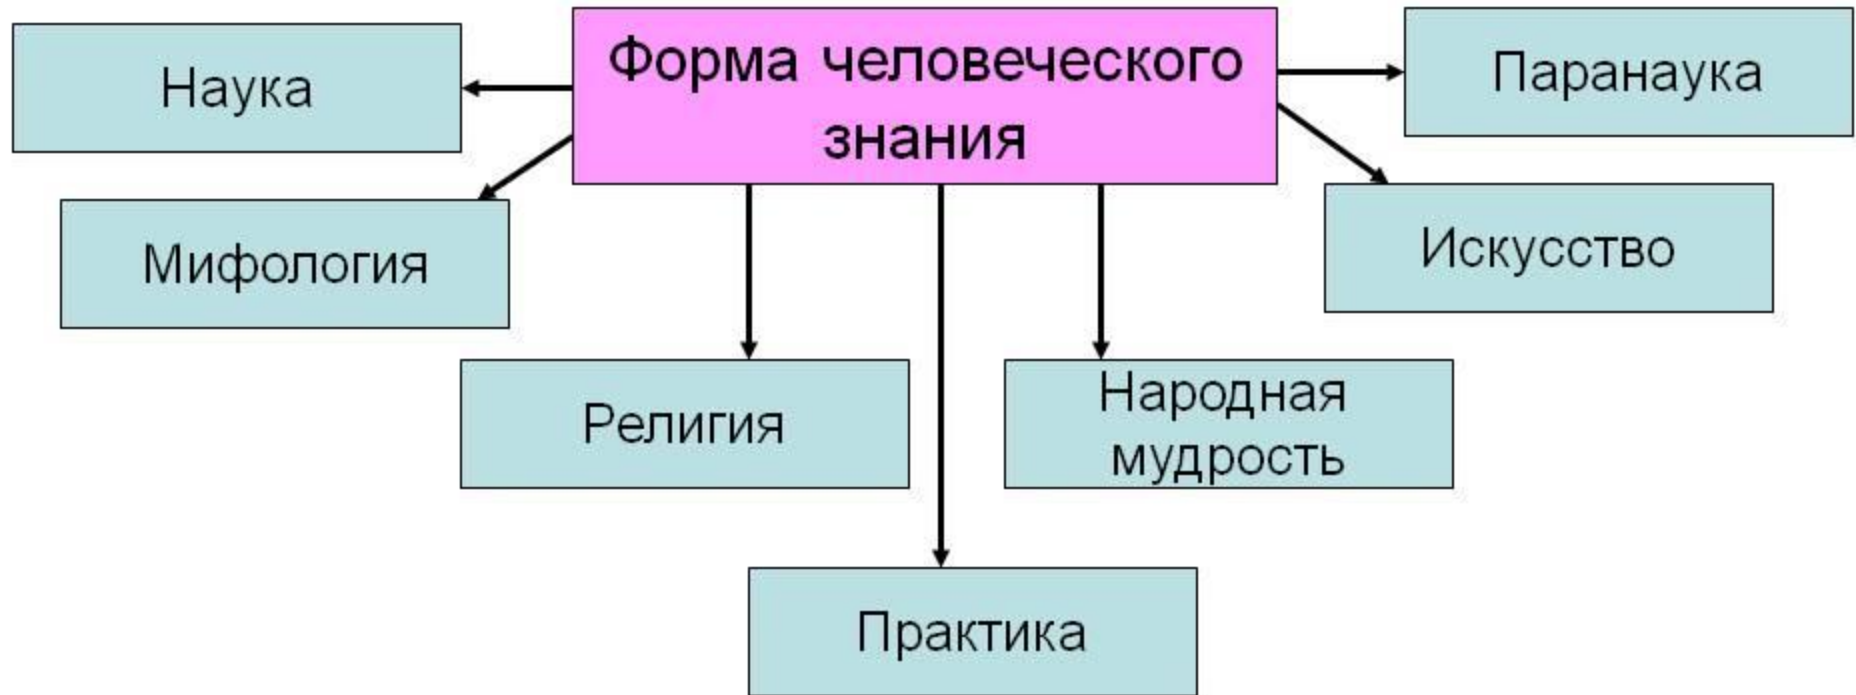 Форма человеческого
знания
Наука
Паранаука
Мифология
Искусство
Религия
Народная
мудрость
Практика